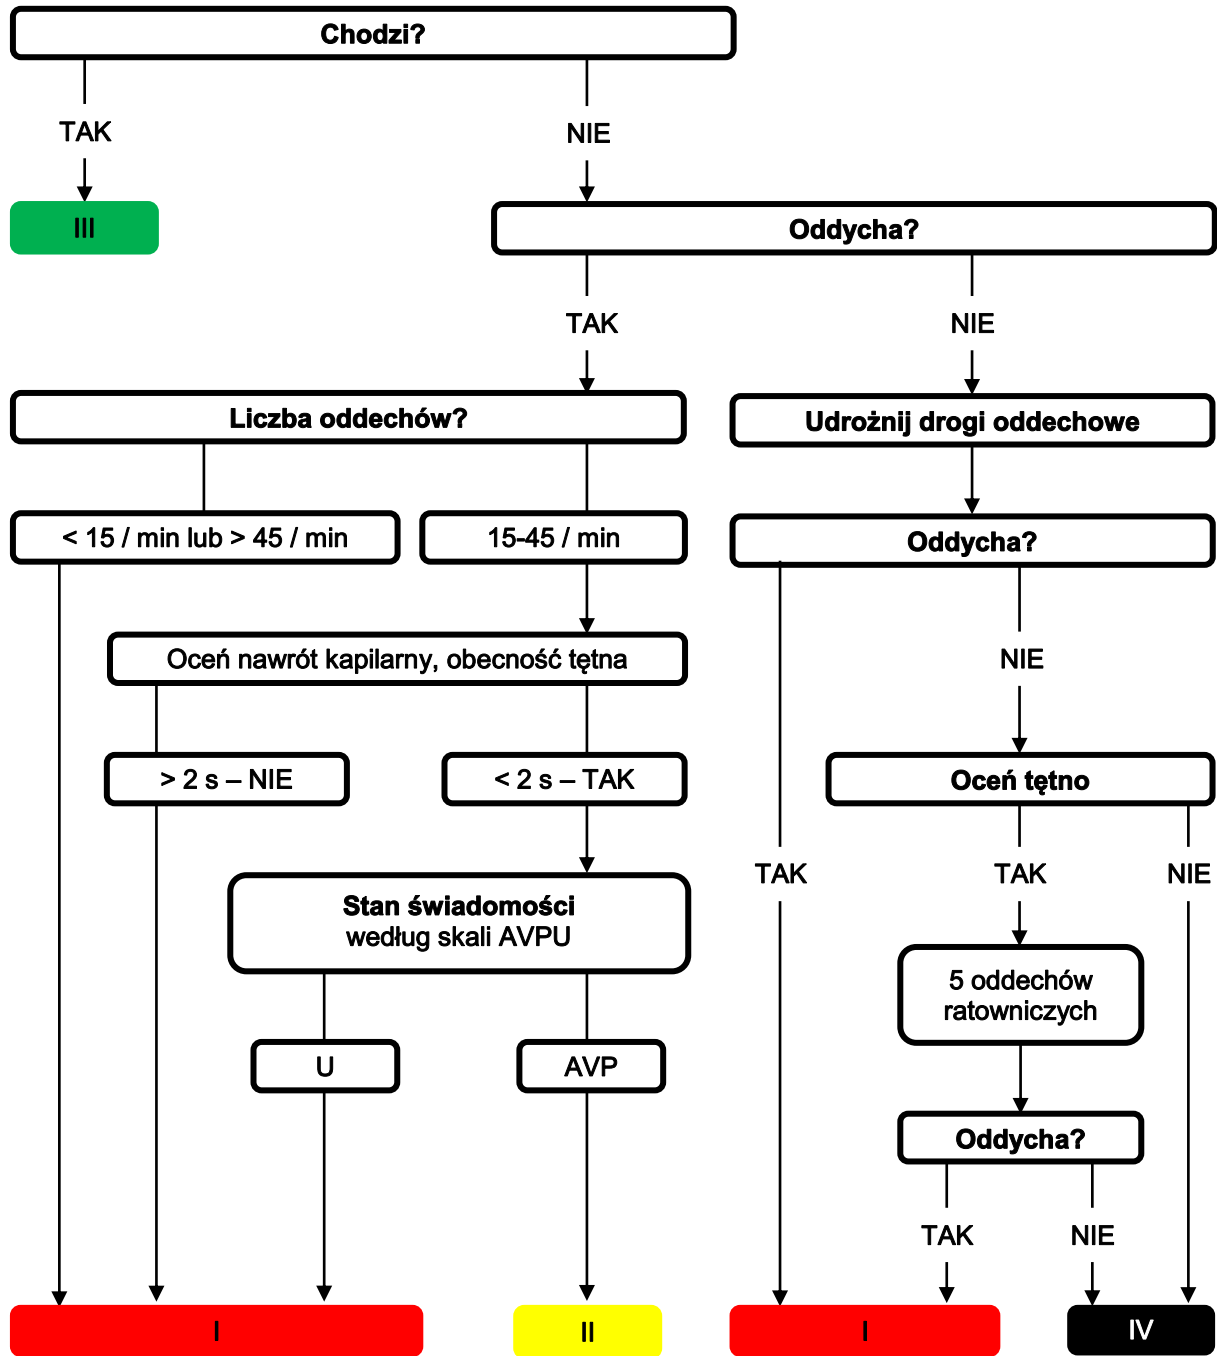 Chodzi?
TAK
NIE
III
Oddycha?
TAK
NIE
Liczba oddechów?
Udrożnij drogi oddechowe
< 15 / min lub > 45 / min
15-45 / min
Oddycha?
Oceń nawrót kapilarny, obecność tętna
NIE
> 2 s – NIE
< 2 s – TAK
Oceń tętno
TAK
TAK
NIE
Stan świadomości
według skali AVPU
5 oddechów
ratowniczych
U
AVP
Oddycha?
TAK
NIE
I
II
I
IV